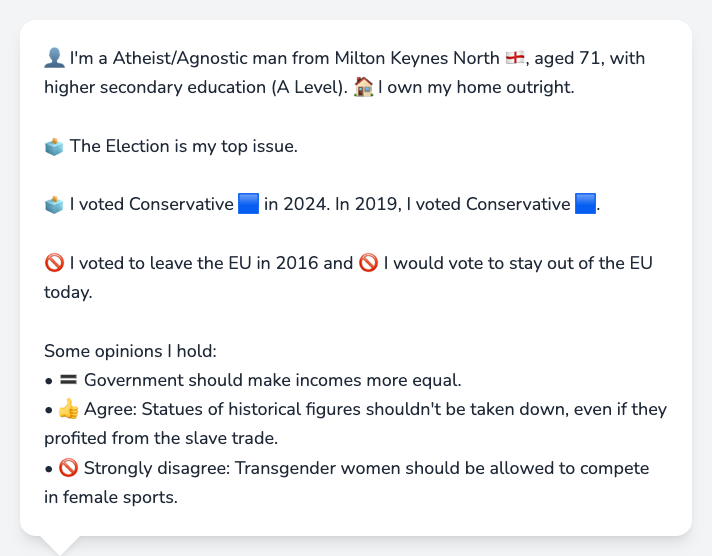 👤 I'm a Atheist/Agnostic man from Milton Keynes North 🏴󠁧󠁢󠁥󠁮󠁧󠁿, aged 71, with
higher secondary education (A Level). 🏠 I own my home outright.
🗳️ The Election is my top issue.
🗳️ I voted Conservative 🟦 in 2024. In 2019, I voted Conservative 🟦.
🚫 I voted to leave the EU in 2016 and 🚫 I would vote to stay out of the EU
today.
Some opinions I hold:
• 🟰 Government should make incomes more equal.
• 👍 Agree: Statues of historical figures shouldn't be taken down, even if they
profited from the slave trade.
• 🚫 Strongly disagree: Transgender women should be allowed to compete
in female sports.